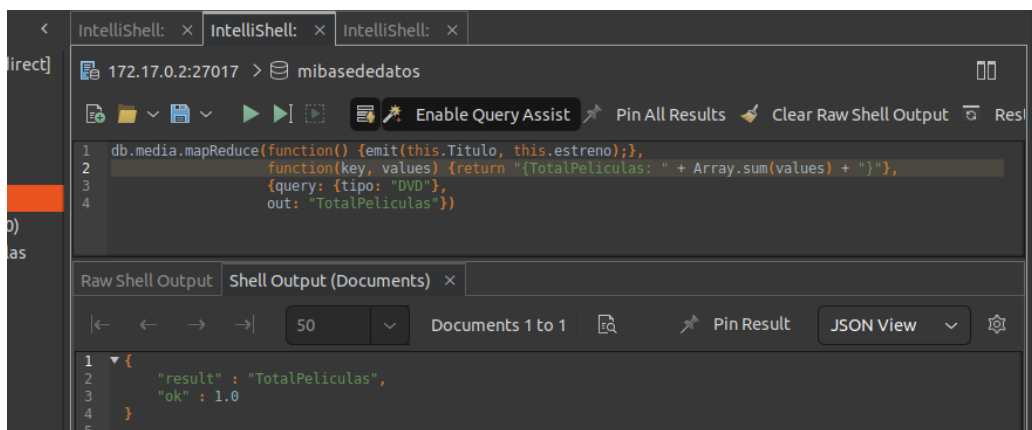 IntelliShell: × IntelliShell: × IntelliShell: ×
lirect]
172.17.0.2:27017 > mibasededatos
Enable Query Assist Pin All Results Clear Raw Shell Output
1 db.media.mapReduce(function() {emit(this.Titulo, this.estreno);},
2 function(key, values) {return "{TotalPeliculas: " + Array.sum(values) + "}"},
3 {query: {tipo: "DVD"},
4 out: "TotalPeliculas"})
0)
las
Raw Shell Output Shell Output (Documents) ×
50 Documents 1 to 1 Pin Result JSON View
1 {
2 "result" : "TotalPeliculas",
3 "ok" : 1.0
4 }